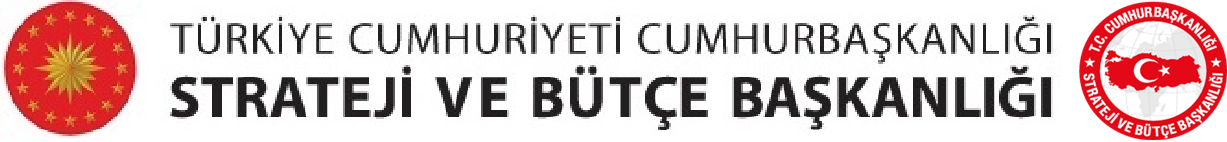 TÜRKİYE CUMHURİYETİ CUMHURBAŞKANLIĞI
STRATEJİ VE BÜTÇE BAŞKANLIĞI
T.C. CUMHURBAŞKANLIĞI
STRATEJİ VE BÜTÇE BAŞKANLIĞI